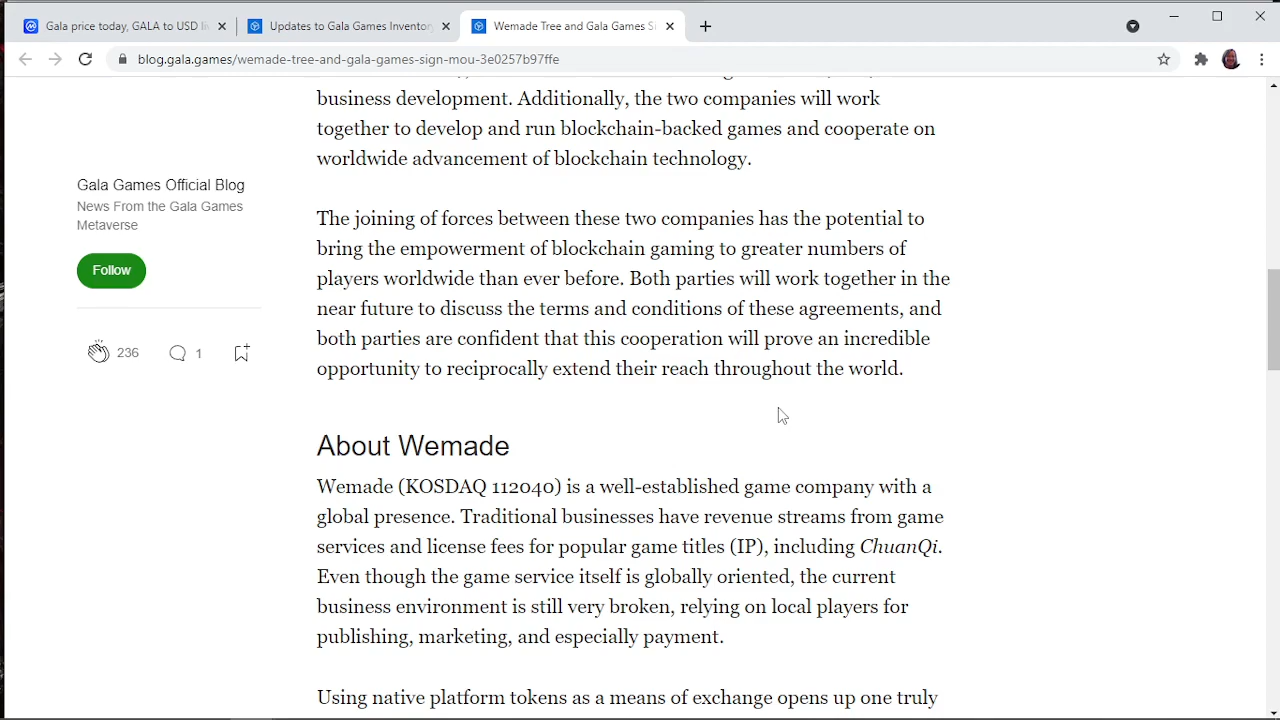 Gala price today, GALA to USD li
Updates to Gala Games Inventory
Wemade Tree and Gala Games Si
blog.gala.games/wemade-tree-and-gala-games-sign-mou-3e0257b97ffe
business development. Additionally, the two companies will work
together to develop and run blockchain-backed games and cooperate on
worldwide advancement of blockchain technology.
Gala Games Official Blog
News From the Gala Games
Metaverse
Follow
236
1
The joining of forces between these two companies has the potential to
bring the empowerment of blockchain gaming to greater numbers of
players worldwide than ever before. Both parties will work together in the
near future to discuss the terms and conditions of these agreements, and
both parties are confident that this cooperation will prove an incredible
opportunity to reciprocally extend their reach throughout the world.
About Wemade
Wemade (KOSDAQ 112040) is a well-established game company with a
global presence. Traditional businesses have revenue streams from game
services and license fees for popular game titles (IP), including ChuanQi.
Even though the game service itself is globally oriented, the current
business environment is still very broken, relying on local players for
publishing, marketing, and especially payment.
Using native platform tokens as a means of exchange opens up one truly